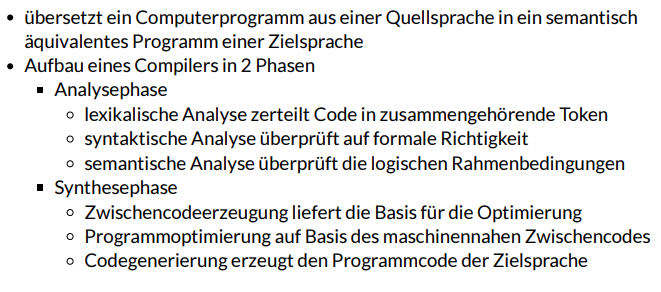 • übersetzt ein Computerprogramm aus einer Quellsprache in ein semantisch
äquivalentes Programm einer Zielsprache
• Aufbau eines Compilers in 2 Phasen
▪ Analysephase
◦ lexikalische Analyse zerteilt Code in zusammengehörende Token
◦ syntaktische Analyse überprüft auf formale Richtigkeit
◦ semantische Analyse überprüft die logischen Rahmenbedingungen
▪ Synthesephase
◦ Zwischencodeerzeugung liefert die Basis für die Optimierung
◦ Programmoptimierung auf Basis des maschinennahen Zwischencodes
◦ Codegenerierung erzeugt den Programmcode der Zielsprache